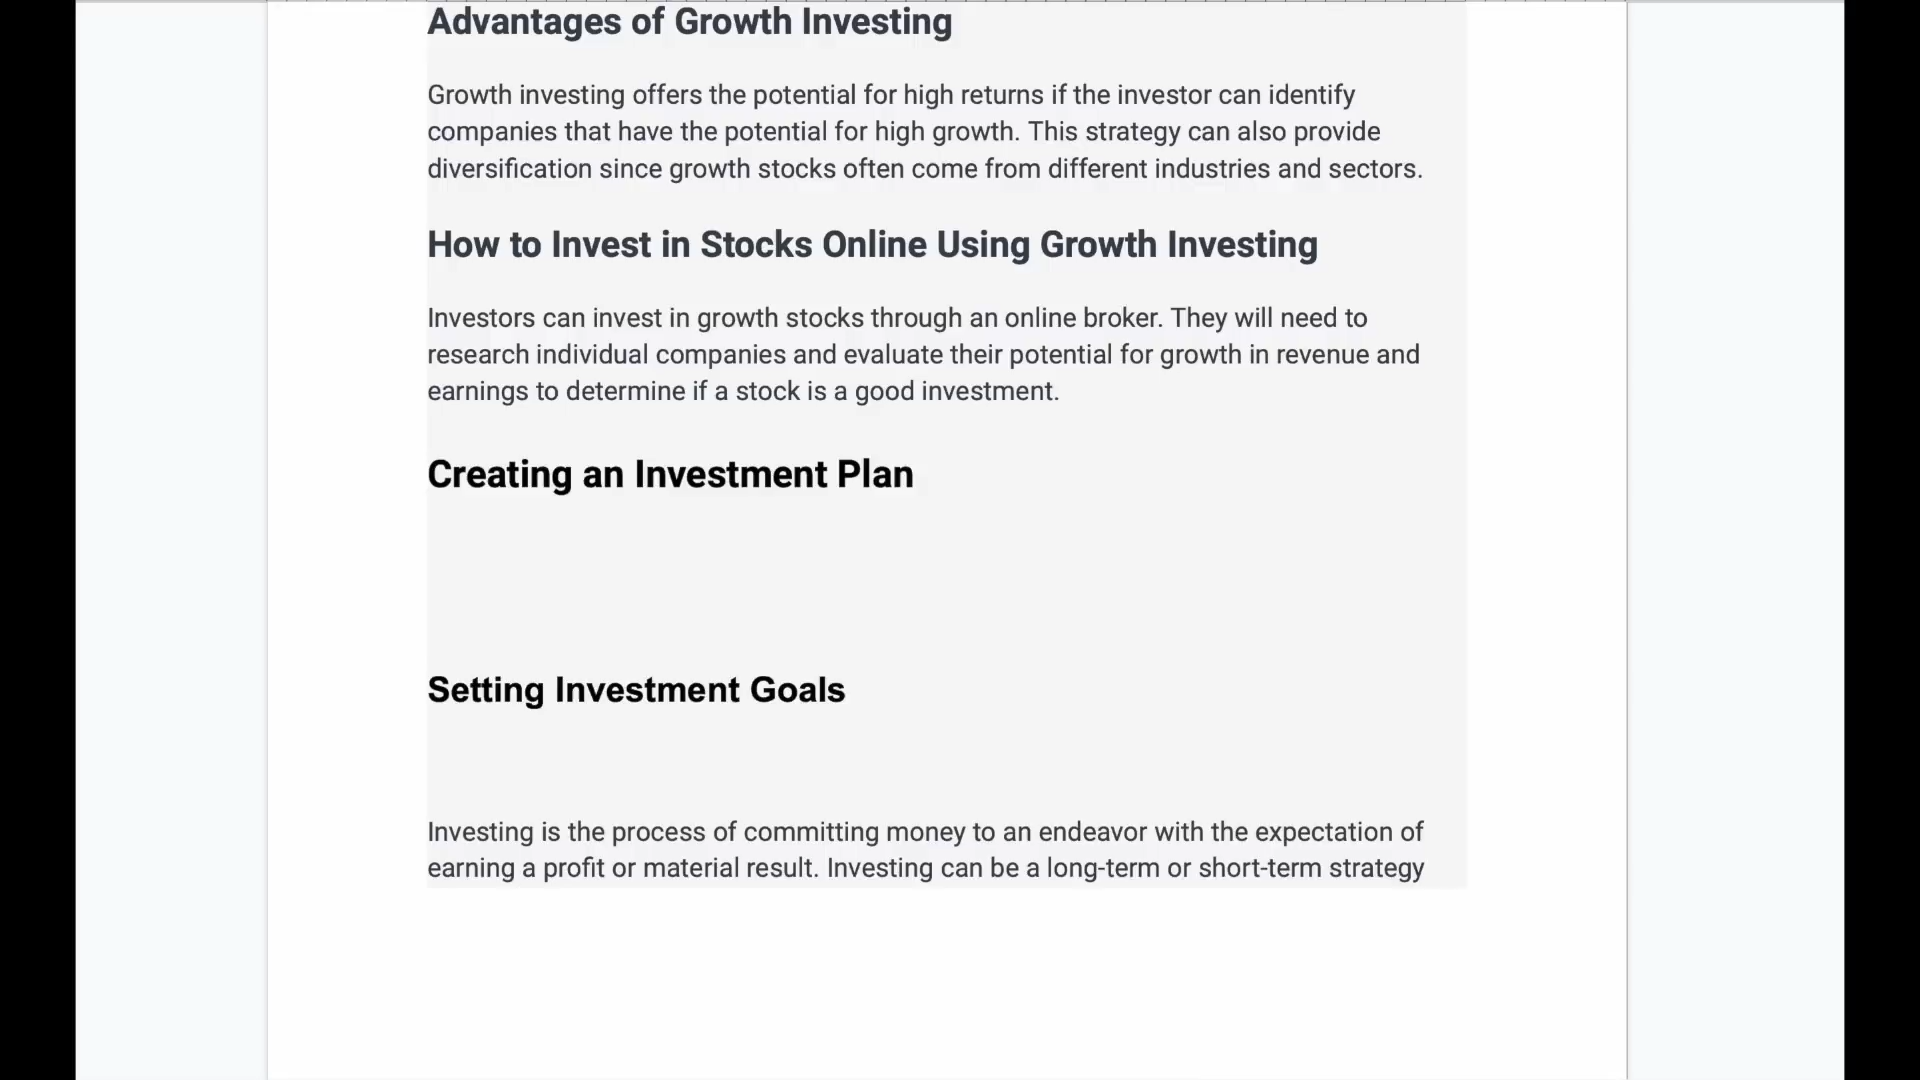 Advantages of Growth Investing
Growth investing offers the potential for high returns if the investor can identify
companies that have the potential for high growth. This strategy can also provide
diversification since growth stocks often come from different industries and sectors.
How to Invest in Stocks Online Using Growth Investing
Investors can invest in growth stocks through an online broker. They will need to
research individual companies and evaluate their potential for growth in revenue and
earnings to determine if a stock is a good investment.
Creating an Investment Plan
Setting Investment Goals
Investing is the process of committing money to an endeavor with the expectation of
earning a profit or material result. Investing can be a long-term or short-term strategy